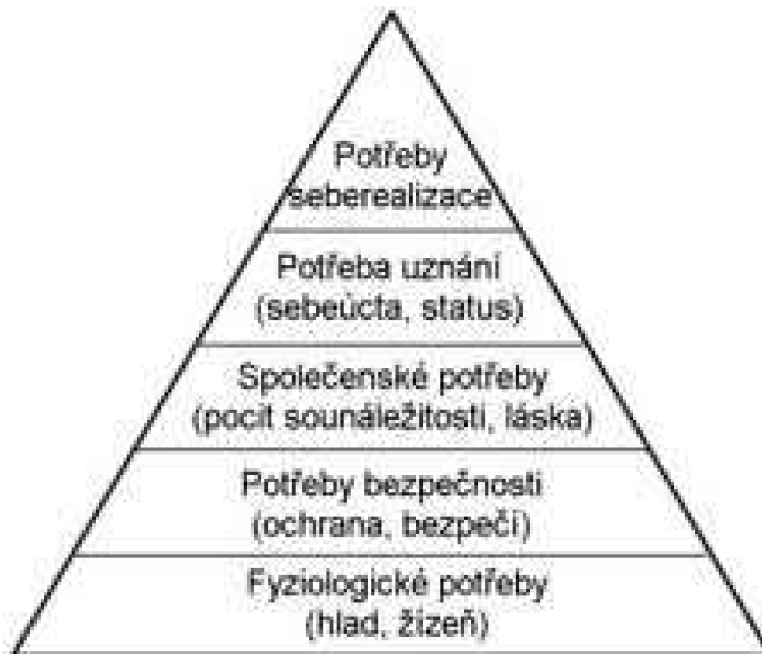 Potřeby
seberealizace
Potřeba uznání
(sebeúcta, status)
Společenské potřeby
(pocit sounáležitosti, láska)
Potřeby bezpečnosti
(ochrana, bezpečí)
Fyziologické potřeby
(hlad, žízeň)